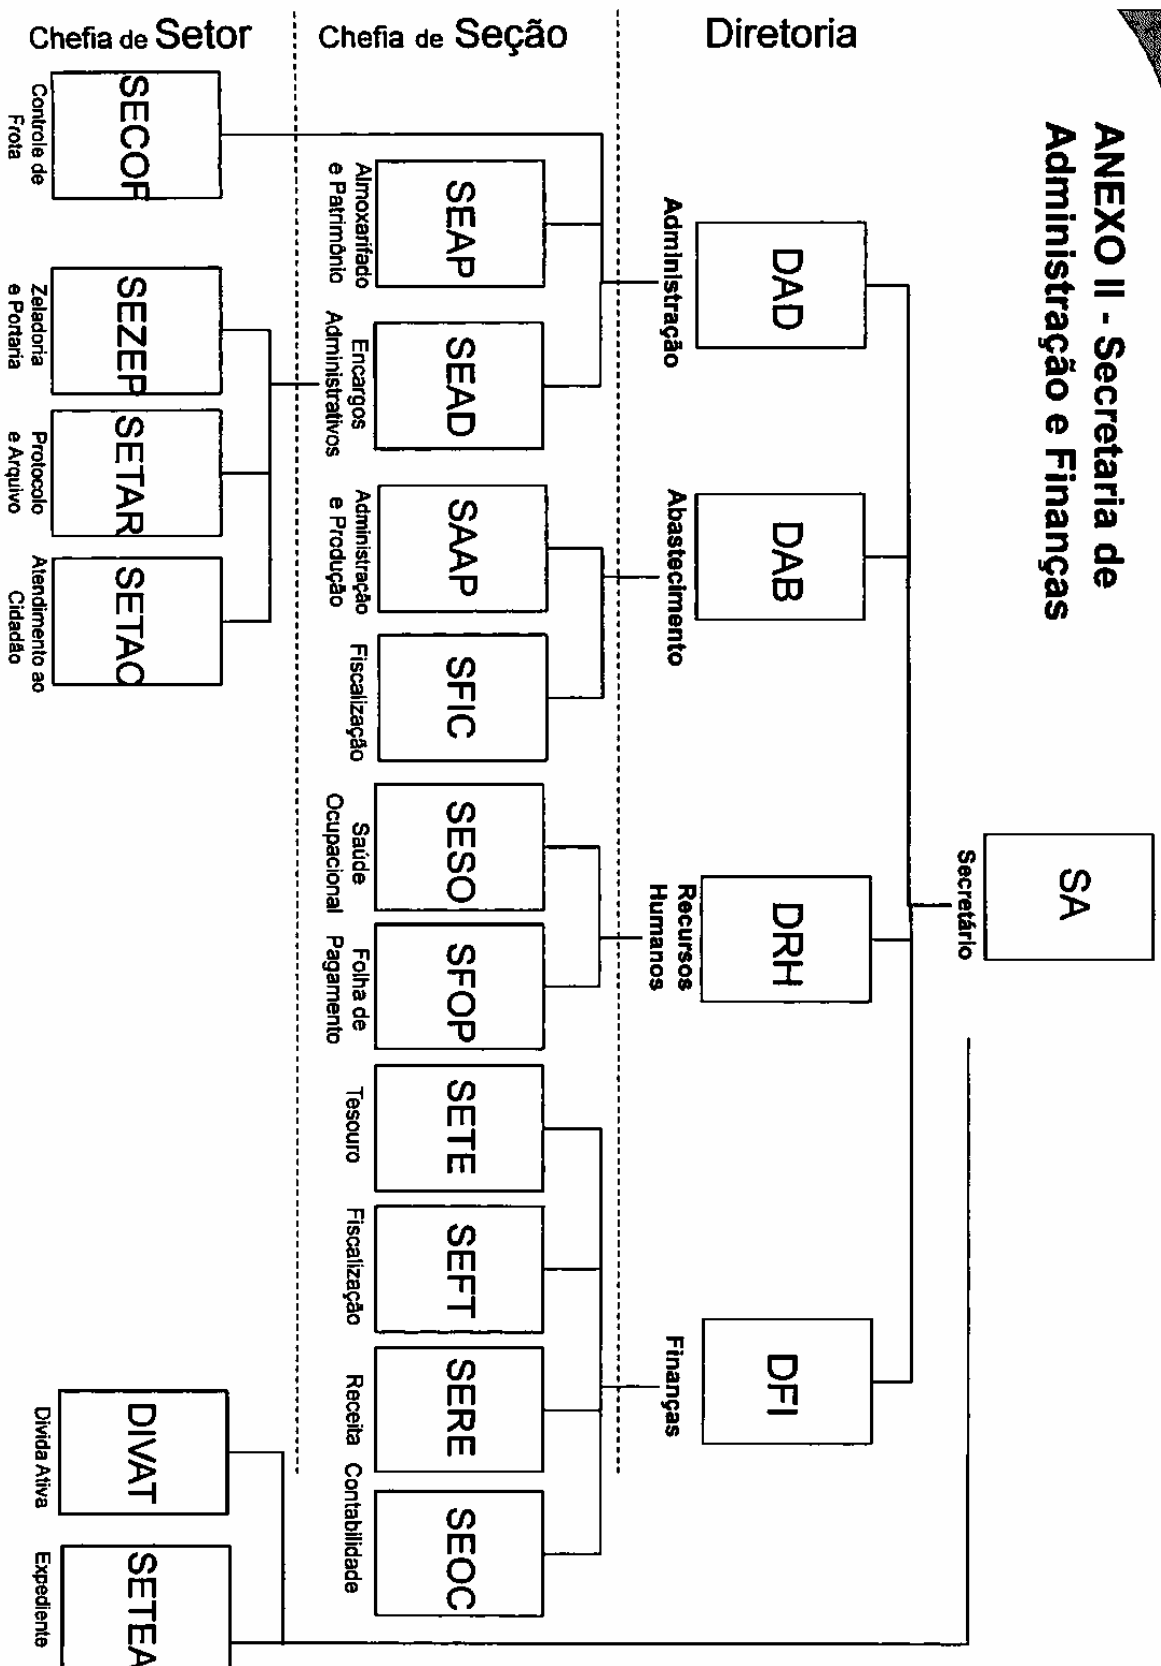 ANEXO II - Secretaria de
Administração e Finanças
SA
Secretário
Diretoria
DAD
Administração
DAB
Abastecimento
DRH
Recursos
Humanos
DFI
Finanças
Chefia de Seção
SEAP
Almoxarifado
e Patrimônio
SEAD
Encargos
Administrativos
SAAP
Administração
e Produção
SFIC
Fiscalização
SESO
Saúde
Ocupacional
SFOP
Folha de
Pagamento
SETE
Tesouro
SEFT
Fiscalização
SERE
Receita
SEOC
Contabilidade
Chefia de Setor
SECOF
Controle de
Frota
SEZEP
Zeladoria
e Portaria
SETAR
Protocolo
e Arquivo
SETAC
Atendimento ao
Cidadão
DIVAT
Divida Ativa
SETEA
Expediente